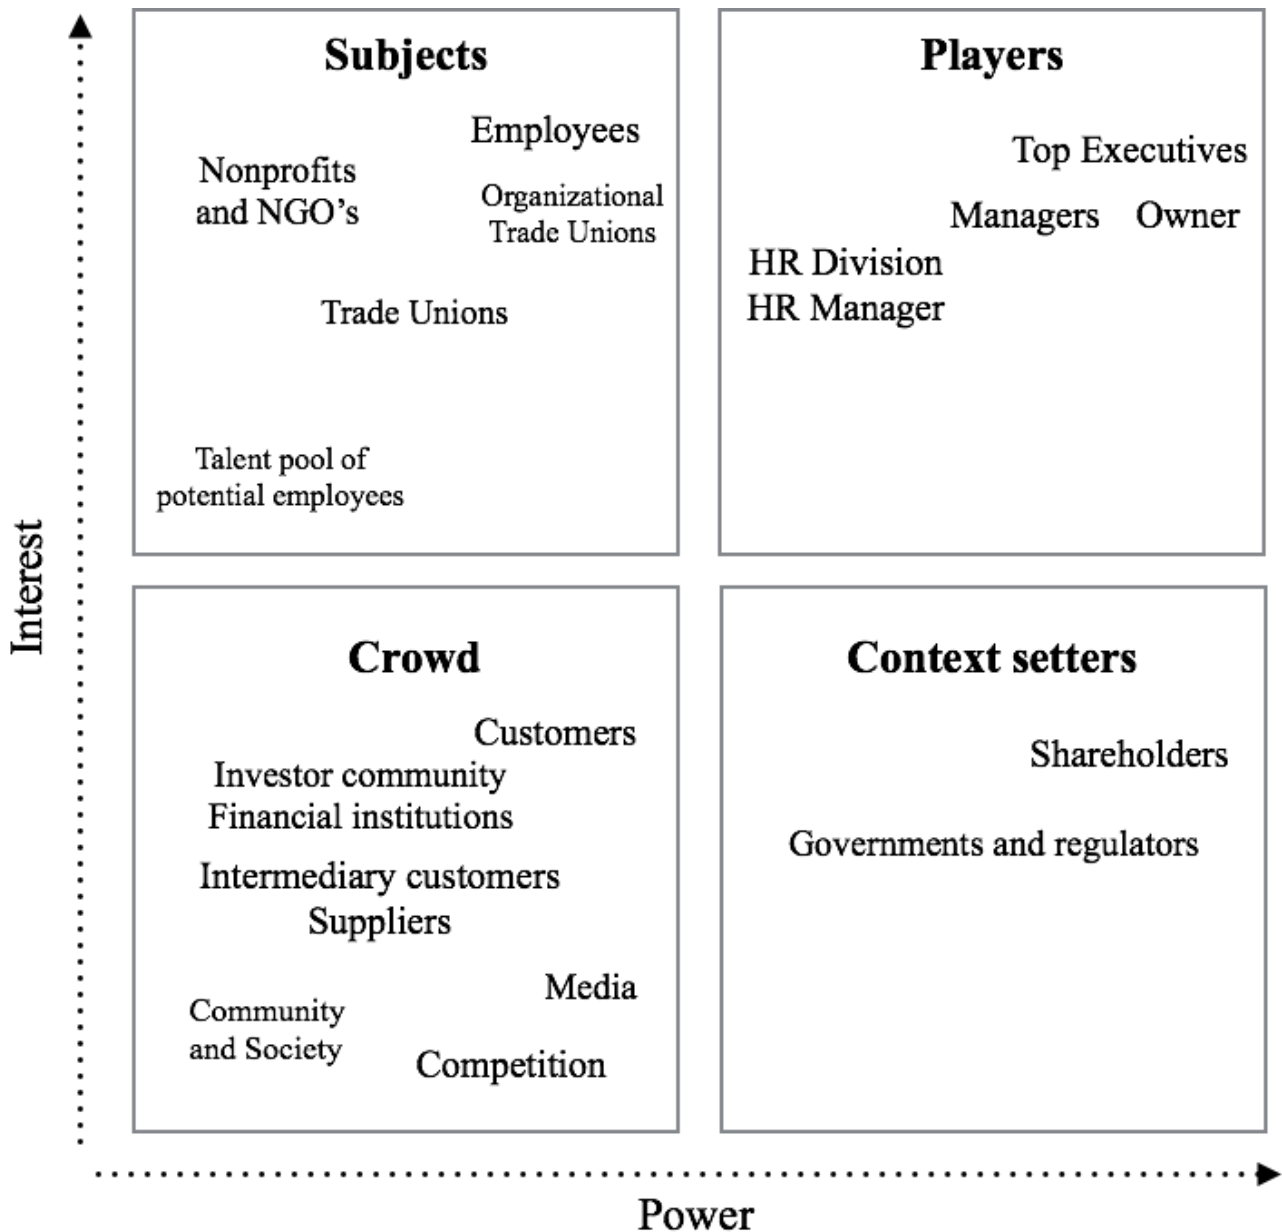 Subjects
Employees
Nonprofits
and NGO’s
Organizational
Trade Unions
Trade Unions
Talent pool of
potential employees
Players
Top Executives
Managers
Owner
HR Division
HR Manager
Crowd
Customers
Investor community
Financial institutions
Intermediary customers
Suppliers
Media
Community
and Society
Competition
Context setters
Shareholders
Governments and regulators
Interest
Power